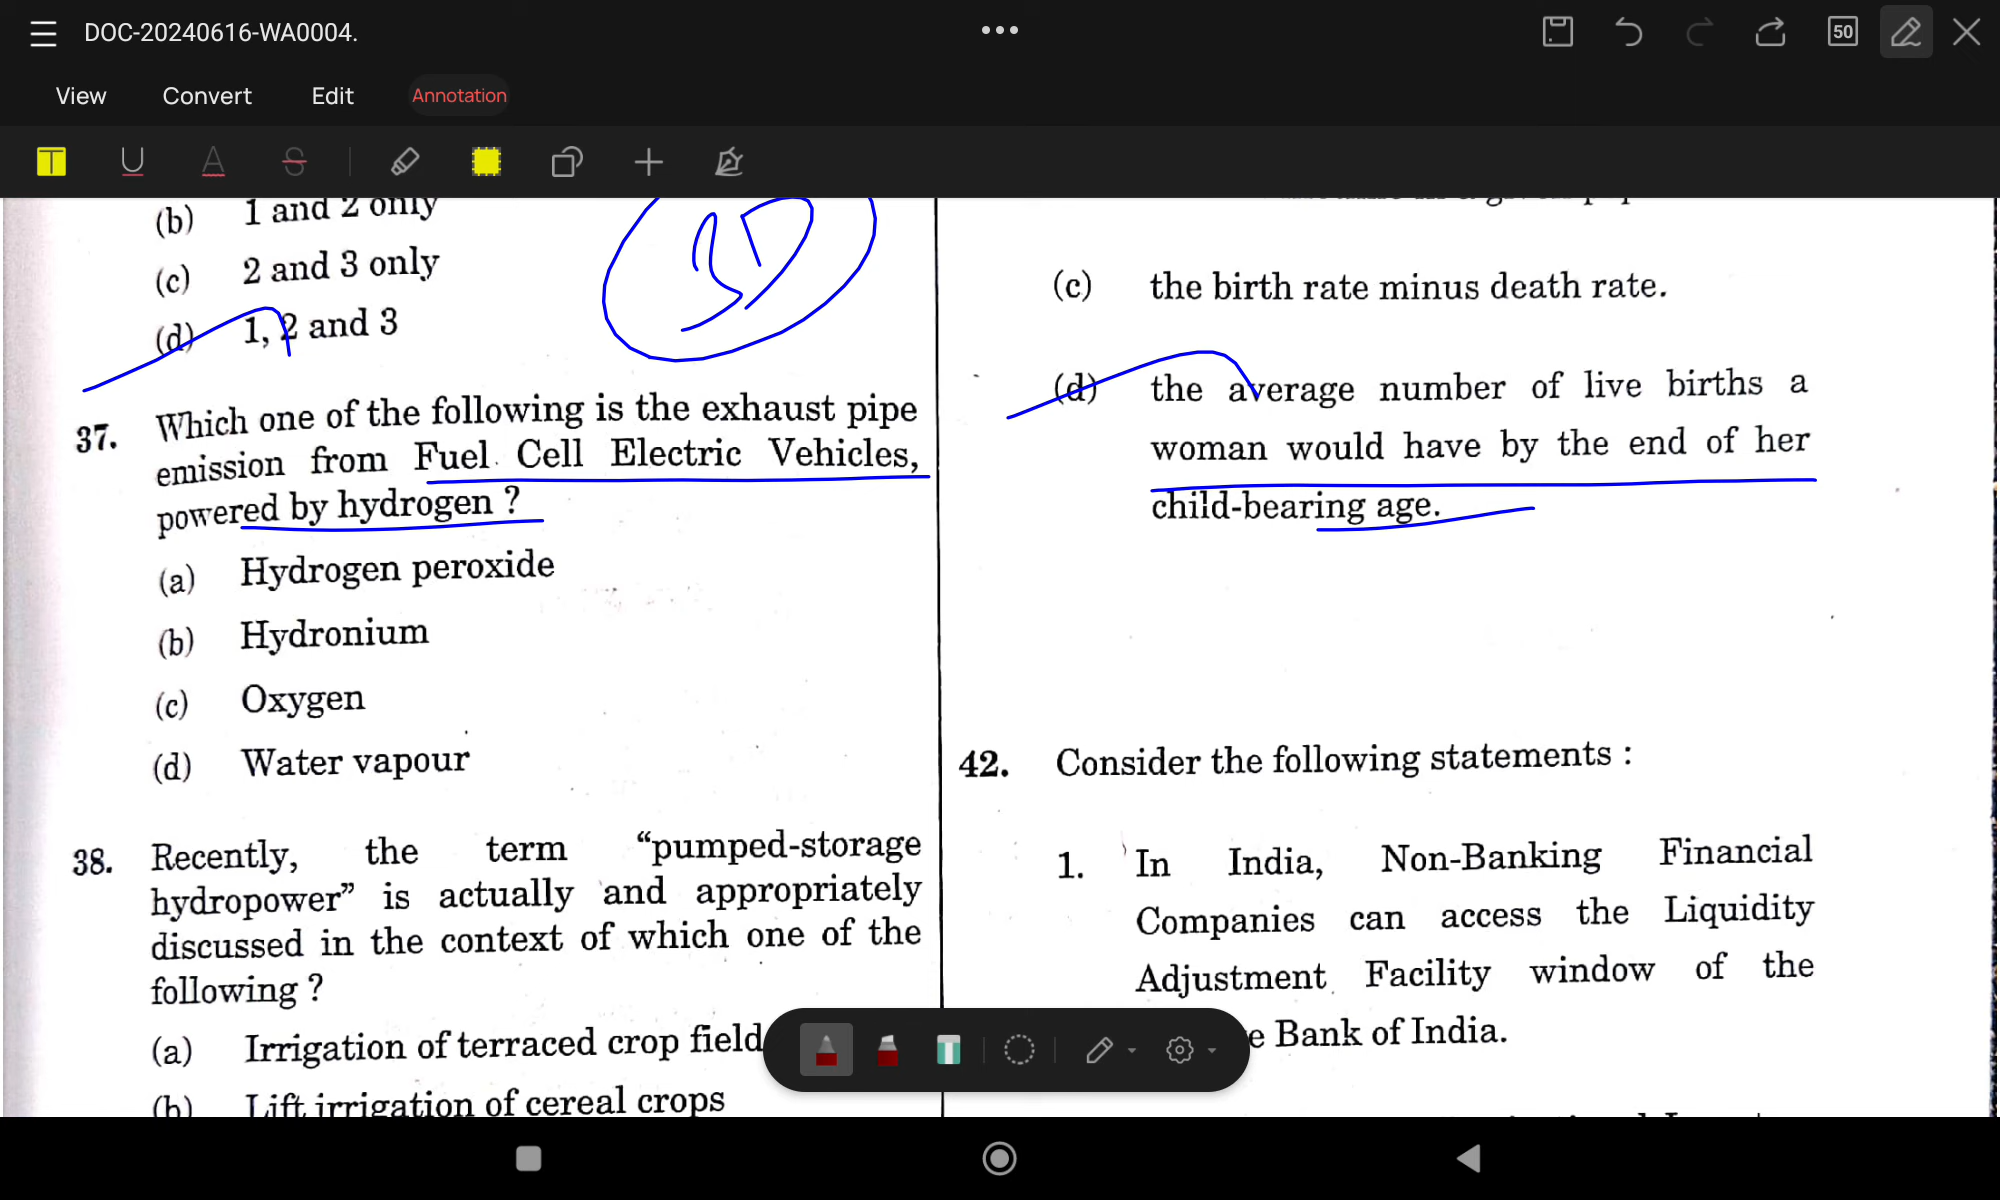 DOC-20240616-WA0004.
50
View Convert Edit Annotation
(b) 1 and 2 only
(c) 2 and 3 only
(d) 1, 2 and 3
37. Which one of the following is the exhaust pipe
emission from Fuel Cell Electric Vehicles,
powered by hydrogen ?
(a) Hydrogen peroxide
(b) Hydronium
(c) Oxygen
(d) Water vapour
38. Recently, the term “pumped-storage
hydropower” is actually and appropriately
discussed in the context of which one of the
following ?
(a) Irrigation of terraced crop field
(b) Lift irrigation of cereal crops
(c) the birth rate minus death rate.
(d) the average number of live births a
woman would have by the end of her
child-bearing age.
42. Consider the following statements :
1. In India, Non-Banking Financial
Companies can access the Liquidity
Adjustment Facility window of the
e Bank of India.